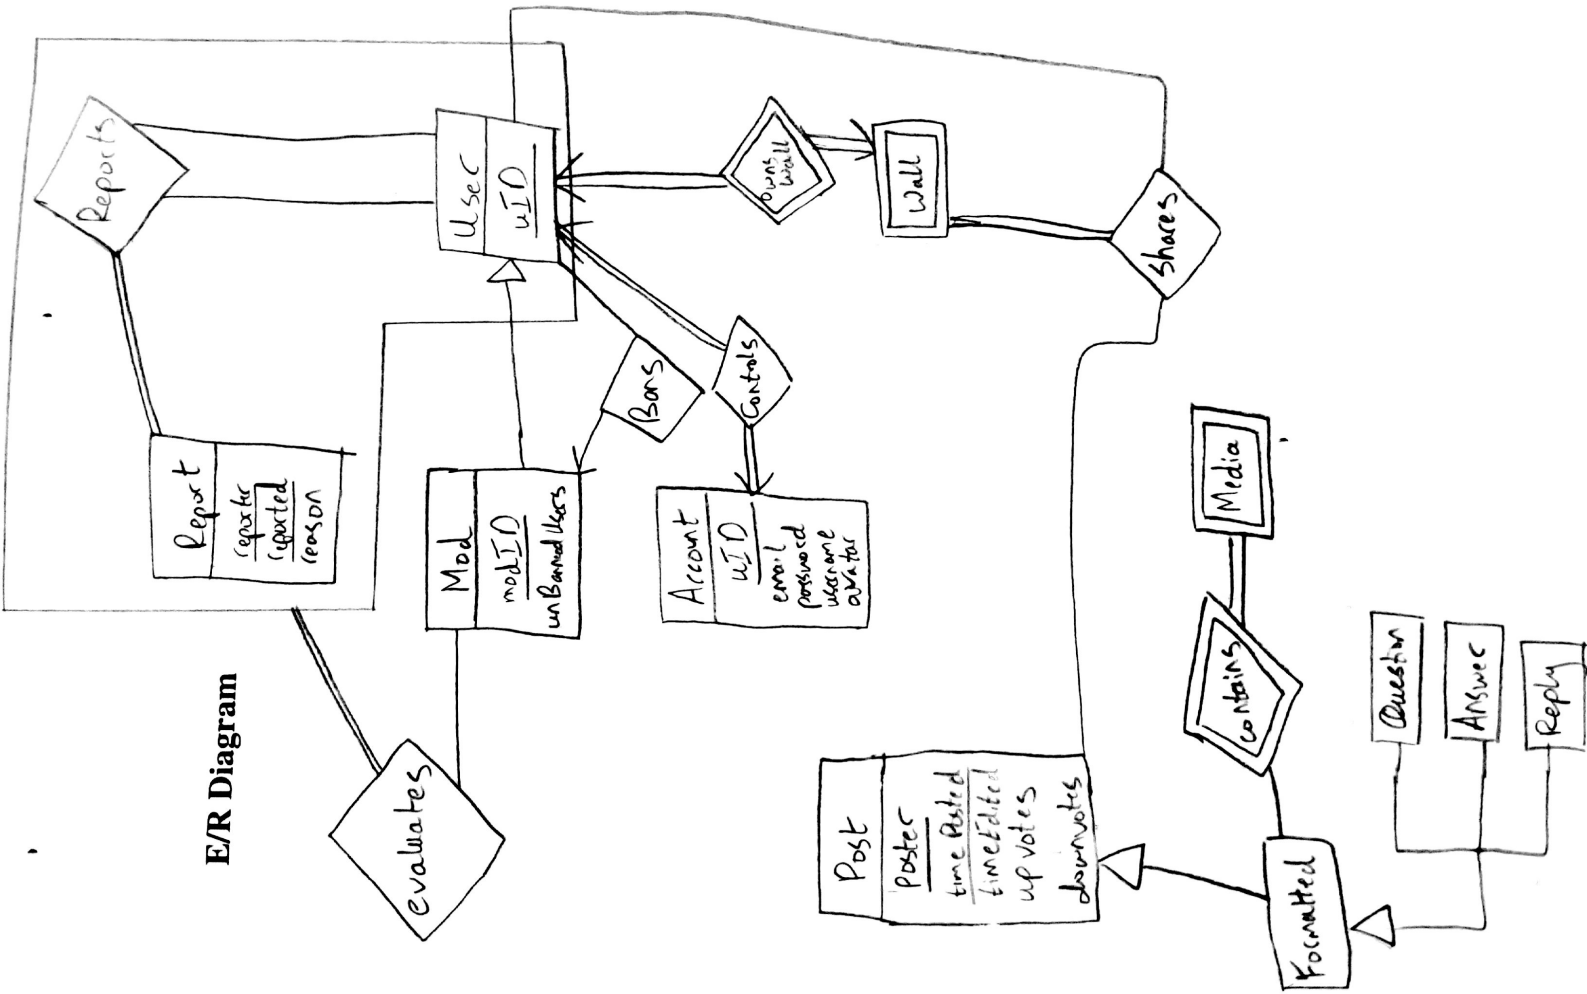 E/R Diagram
Reports
User
uID
Owns
Wall
Wall
Shares
Report
reporter
reported
reason
Mod
modID
unBannedUsers
Bans
Controls
Account
uID
email
password
username
avatar
evaluates
Post
Poster
timePosted
timeEdited
upvotes
downvotes
Media
contains
Formatted
Question
Answer
Reply